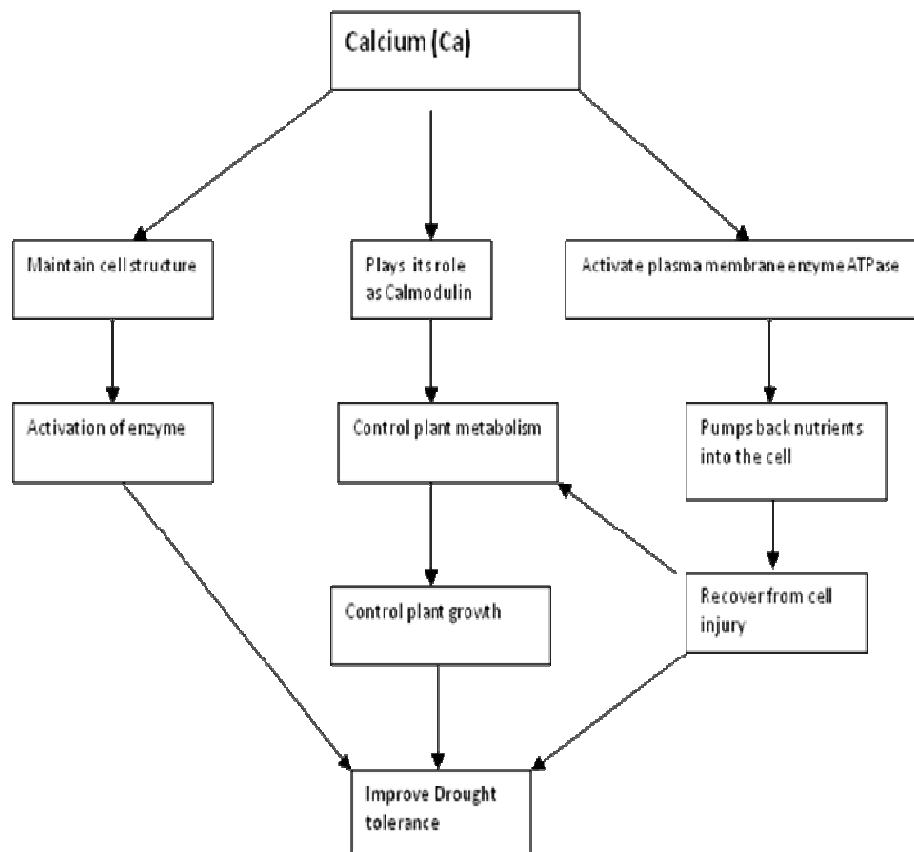 Calcium (Ca)
Maintain cell structure
Plays its role
as Calmodulin
Activate plasma membrane enzyme ATPase
Activation of enzyme
Control plant metabolism
Pumps back nutrients
into the cell
Control plant growth
Recover from cell
injury
Improve Drought
tolerance